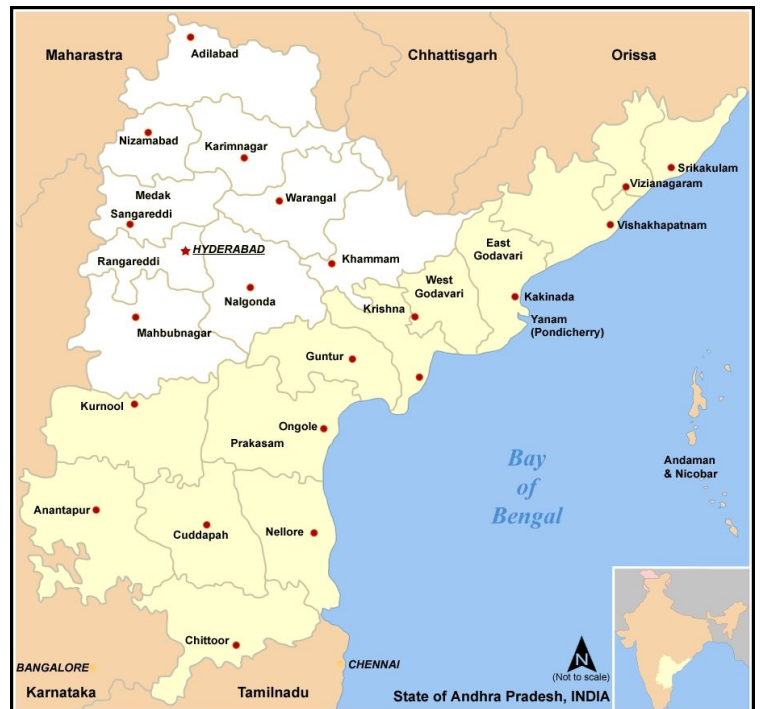 Maharastra
Chhattisgarh
Orissa
Adilabad
Nizamabad
Karimnagar
Srikakulam
Vizianagaram
Medak
Warangal
Sangareddi
Vishakhapatnam
HYDERABAD
East
Godavari
Rangareddi
Khammam
West
Godavari
Nalgonda
Krishna
Kakinada
Mahbubnagar
Yanam
(Pondicherry)
Guntur
Kurnool
Ongole
Prakasam
Bay
of
Bengal
Andaman
& Nicobar
Anantapur
Cuddapah
Nellore
Chittoor
BANGALORE
CHENNAI
N
(Not to scale)
Karnataka
Tamilnadu
State of Andhra Pradesh, INDIA